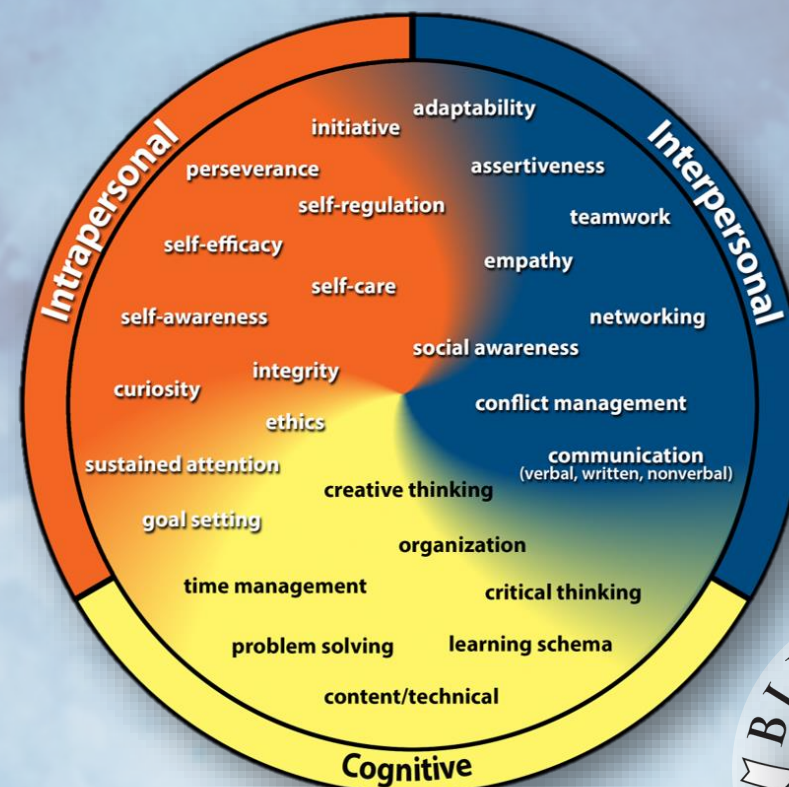 Intrapersonal
Interpersonal
adaptability
initiative
assertiveness
perseverance
self-regulation
teamwork
self-efficacy
empathy
self-care
self-awareness
networking
social awareness
integrity
curiosity
conflict management
ethics
communication
(verbal, written, nonverbal)
sustained attention
creative thinking
goal setting
organization
time management
critical thinking
problem solving
learning schema
content/technical
Cognitive